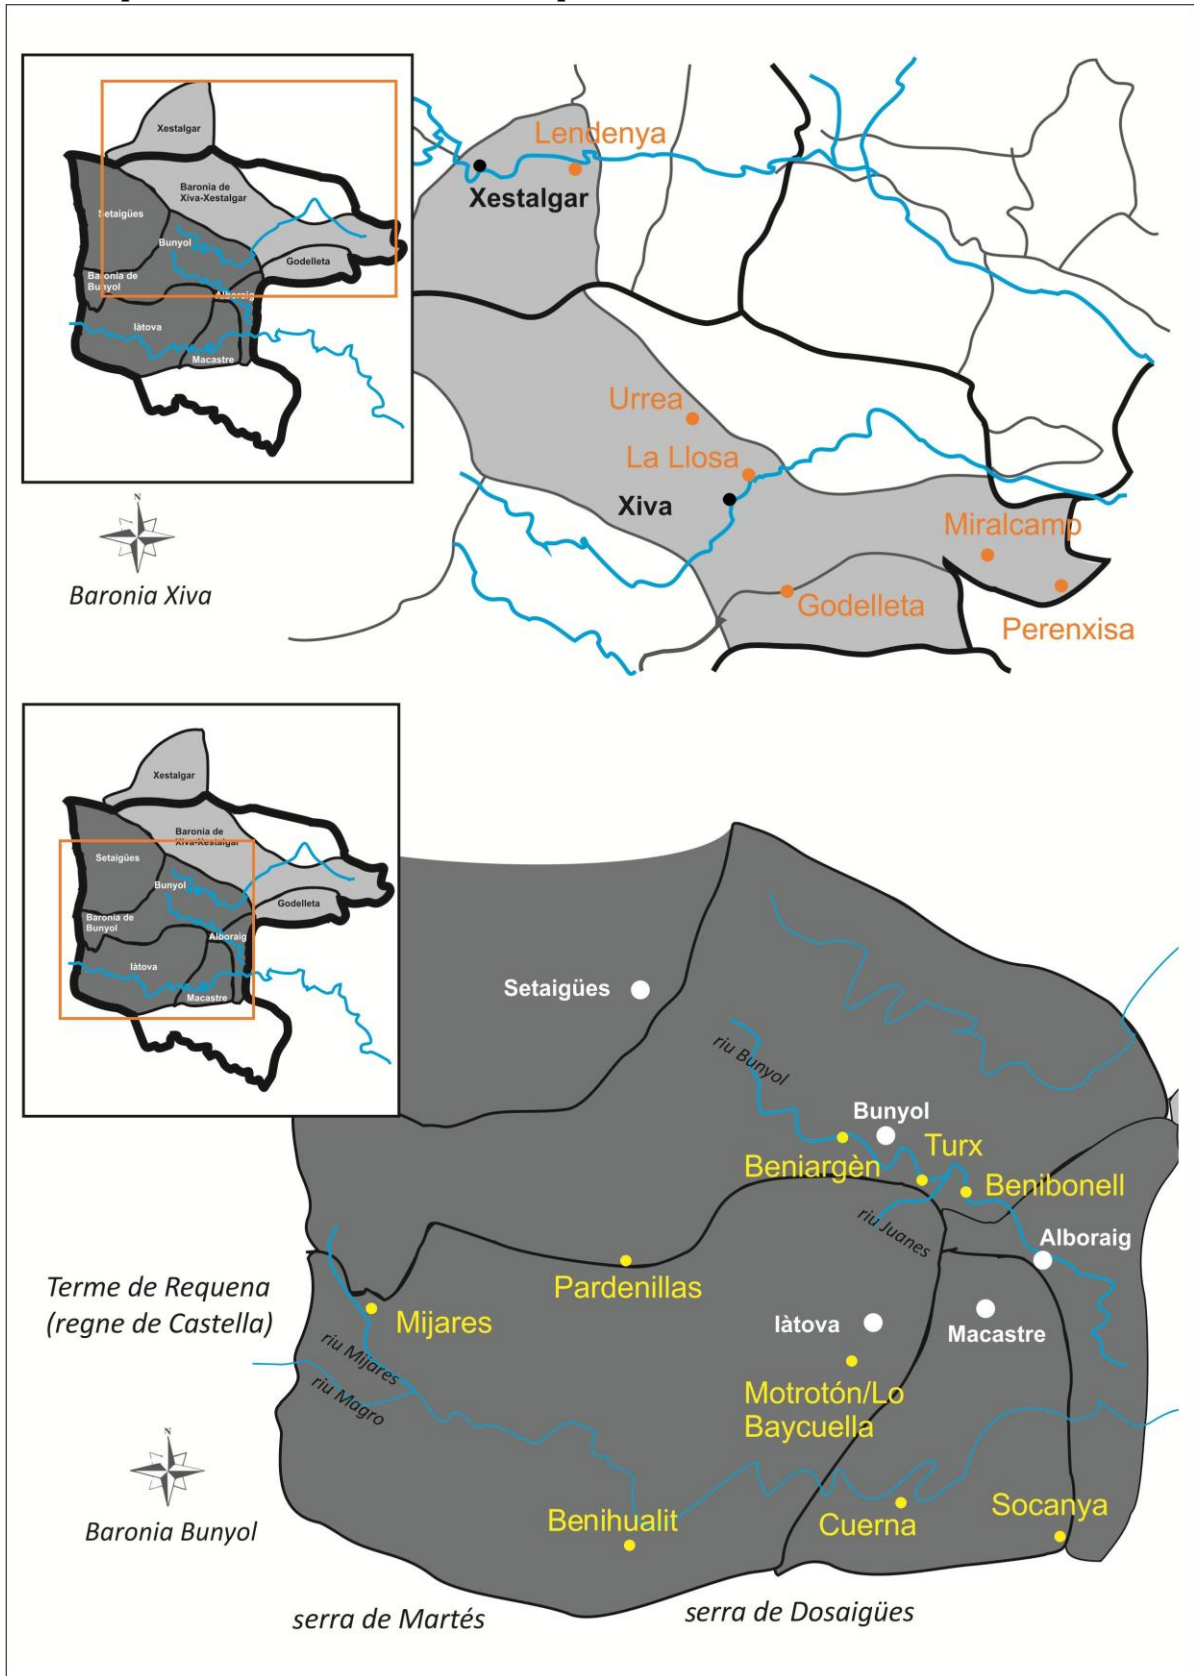 Xestalgar
Baronia de
Xiva-Xestalgar
Setaigües
Bunyol
Godelleta
Baronia de
Bunyol
Alboraig
Iàtova
Macastre
N
Baronia Xiva
Lendenya
Xestalgar
Urrea
La Llosa
Xiva
Miralcamp
Godelleta
Perenxisa
Xestalgar
Baronia de
Xiva-Xestalgar
Setaigües
Bunyol
Godelleta
Baronia de
Bunyol
Alboraig
Iàtova
Macastre
Setaigües
riu Bunyol
Bunyol
Turx
Beniargèn
Benibonell
riu Juanes
Alboraig
Terme de Requena
(regne de Castella)
Pardenillas
Mijares
Iàtova
Macastre
riu Mijares
riu Magro
Motrotón/Lo
Baycuella
N
Baronia Bunyol
Benihualit
Cuerna
Socanya
serra de Martés
serra de Dosaigües